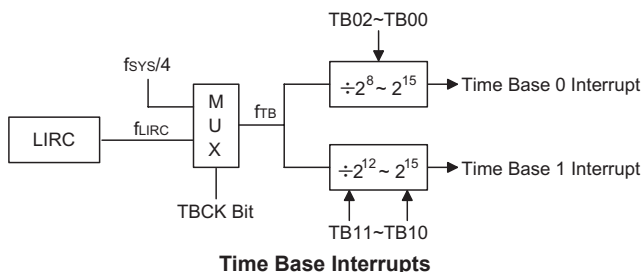 TB02~TB00
fSYS/4
÷2^8 ~ 2^15
Time Base 0 Interrupt
M
U
X
fTB
LIRC
fLIRC
÷2^12 ~ 2^15
Time Base 1 Interrupt
TBCK Bit
TB11~TB10
Time Base Interrupts